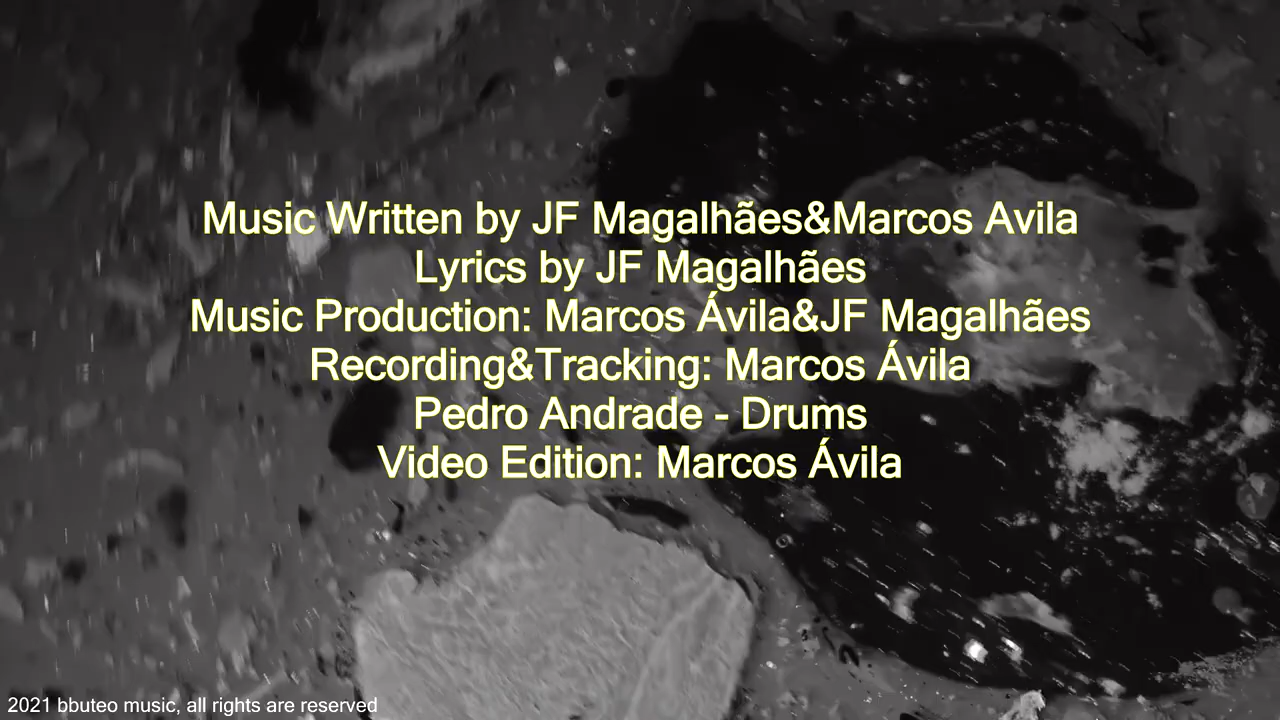 Music Written by JF Magalhães&Marcos Avila
Lyrics by JF Magalhães
Music Production: Marcos Ávila&JF Magalhães
Recording&Tracking: Marcos Ávila
Pedro Andrade - Drums
Video Edition: Marcos Ávila
2021 bbuteo music, all rights are reserved